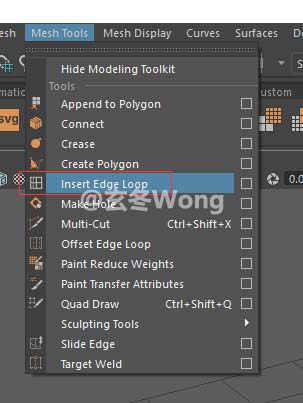 esh Mesh Tools Mesh Display Curves Surfaces D
Hide Modeling Toolkit
Tools
svg
Append to Polygon
Connect
Crease
Create Polygon
Insert Edge Loop
@玄冬Wong
Make Hole
Multi-Cut Ctrl+Shift+X
Offset Edge Loop
Paint Reduce Weights
Paint Transfer Attributes
Quad Draw Ctrl+Shift+Q
Sculpting Tools
Slide Edge
Target Weld
matic
ustom
0.0